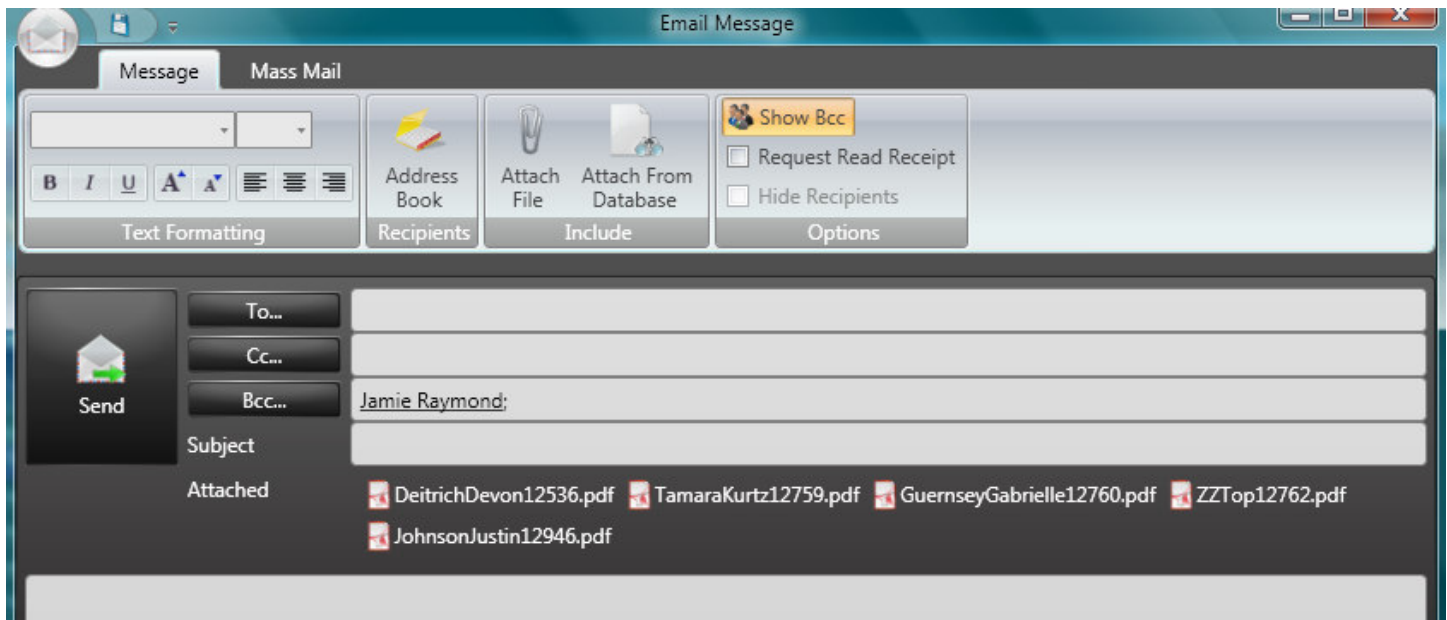 Email Message
Message Mass Mail
B I U A A
Address Book
Attach File
Attach From Database
Show Bcc
Request Read Receipt
Hide Recipients
Text Formatting Recipients Include Options
Send
To...
Cc...
Bcc... Jamie Raymond;
Subject
Attached DeitrichDevon12536.pdf TamaraKurtz12759.pdf GuernseyGabrielle12760.pdf ZZTop12762.pdf
JohnsonJustin12946.pdf